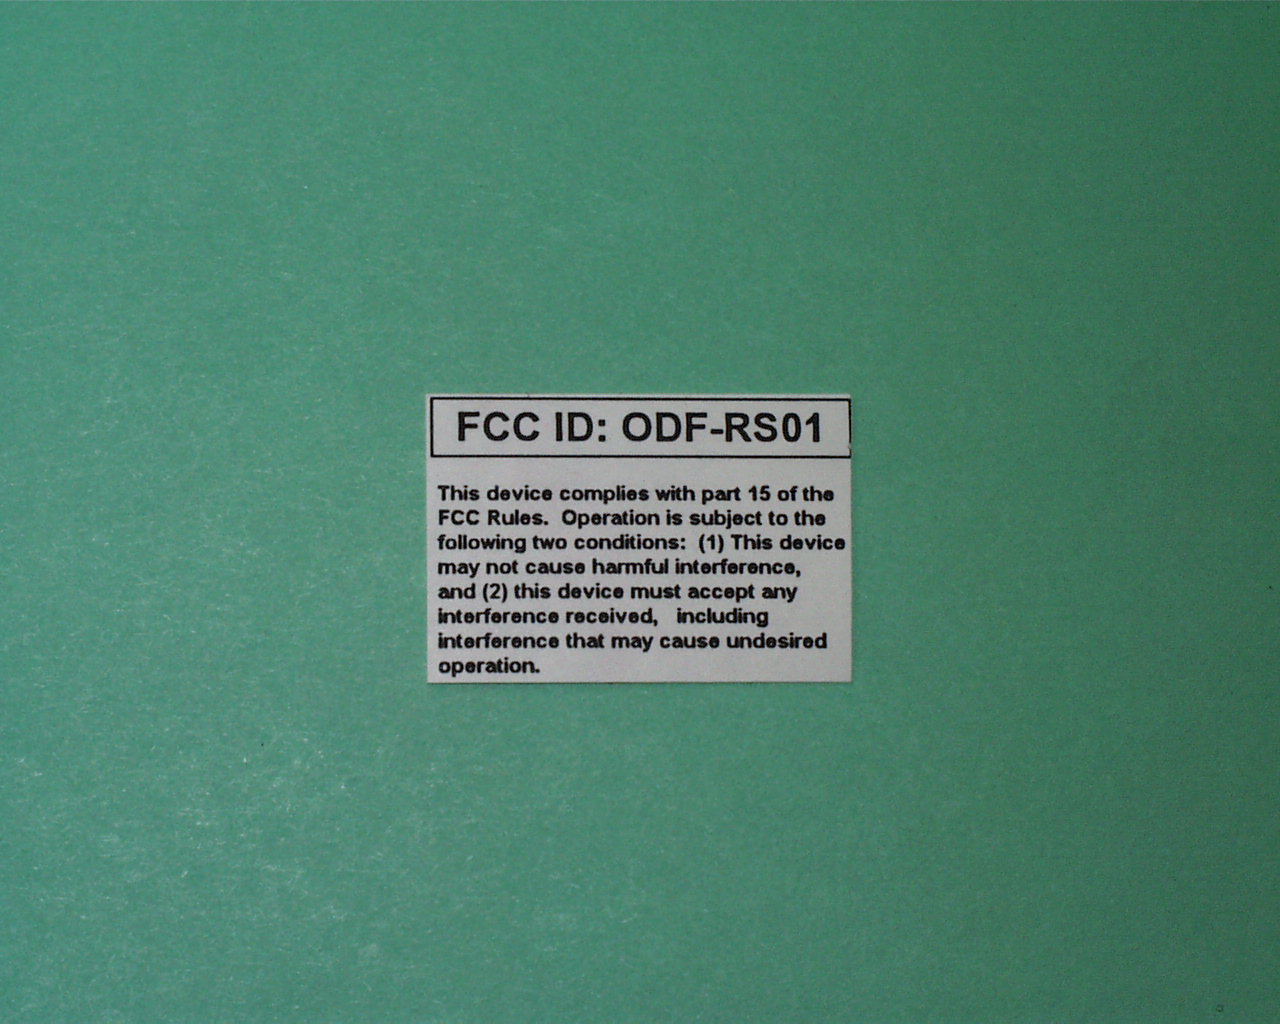 FCC ID: ODF-RS01
This device complies with part 15 of the
FCC Rules.  Operation is subject to the
following two conditions:  (1) This device
may not cause harmful interference,
and (2) this device must accept any
interference received,   including
interference that may cause undesired
operation.